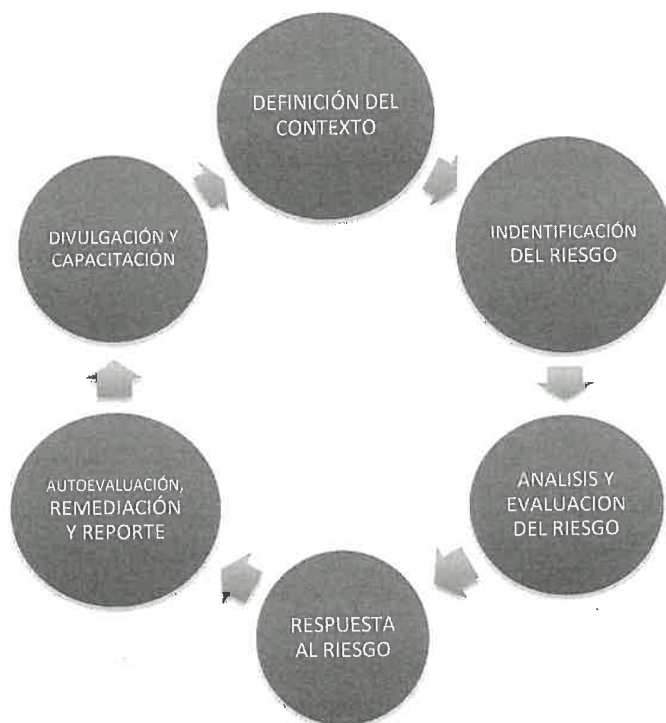 DEFINICIÓN DEL
CONTEXTO
INDENTIFICACIÓN
DEL RIESGO
ANALISIS Y
EVALUACION
DEL RIESGO
RESPUESTA
AL RIESGO
AUTOEVALUACIÓN,
REMEDIACIÓN
Y REPORTE
DIVULGACIÓN Y
CAPACITACIÓN